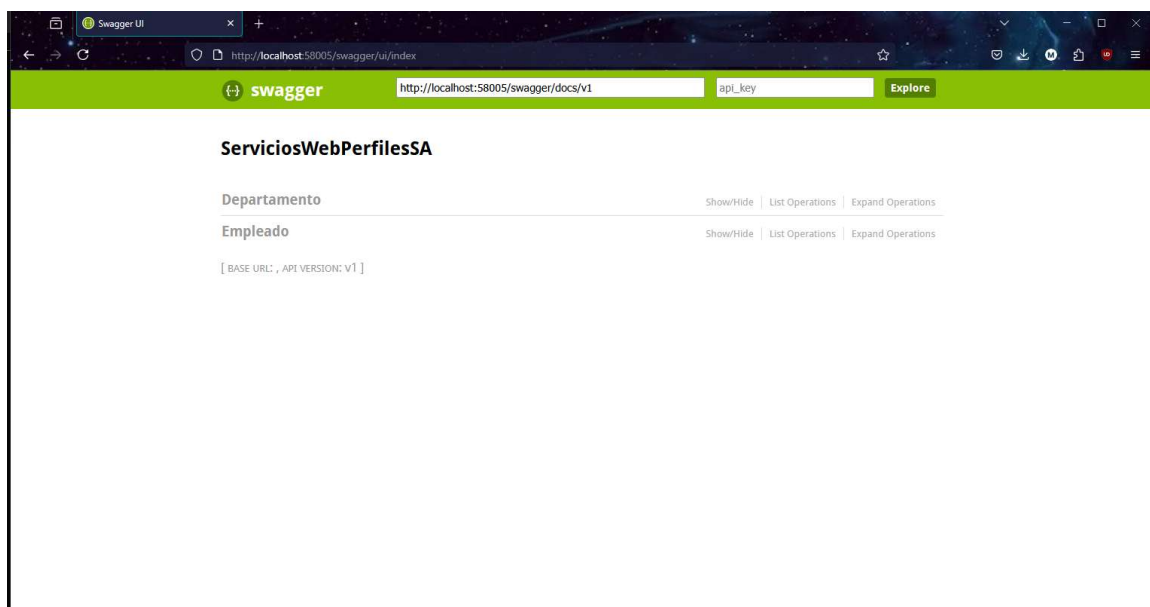 Swagger UI
http://localhost:58005/swagger/ui/index
swagger
http://localhost:58005/swagger/docs/v1
api_key
Explore
ServiciosWebPerfilesSA
Departamento
Show/Hide | List Operations | Expand Operations
Empleado
Show/Hide | List Operations | Expand Operations
[ BASE URL: , API VERSION: V1 ]